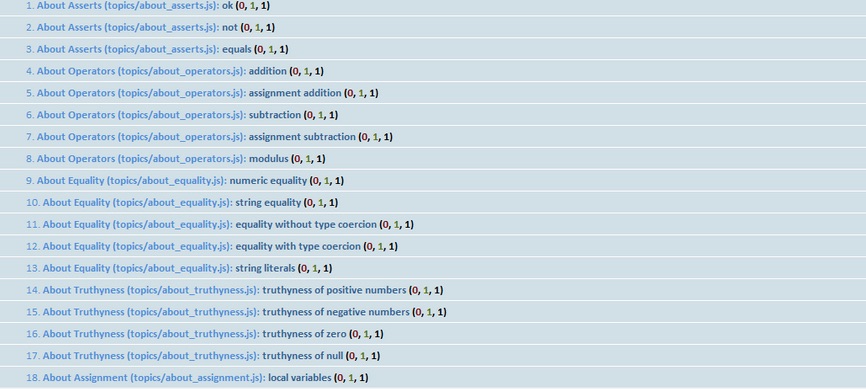 1. About Asserts (topics/about_asserts.js): ok (0, 1, 1)
2. About Asserts (topics/about_asserts.js): not (0, 1, 1)
3. About Asserts (topics/about_asserts.js): equals (0, 1, 1)
4. About Operators (topics/about_operators.js): addition (0, 1, 1)
5. About Operators (topics/about_operators.js): assignment addition (0, 1, 1)
6. About Operators (topics/about_operators.js): subtraction (0, 1, 1)
7. About Operators (topics/about_operators.js): assignment subtraction (0, 1, 1)
8. About Operators (topics/about_operators.js): modulus (0, 1, 1)
9. About Equality (topics/about_equality.js): numeric equality (0, 1, 1)
10. About Equality (topics/about_equality.js): string equality (0, 1, 1)
11. About Equality (topics/about_equality.js): equality without type coercion (0, 1, 1)
12. About Equality (topics/about_equality.js): equality with type coercion (0, 1, 1)
13. About Equality (topics/about_equality.js): string literals (0, 1, 1)
14. About Truthyness (topics/about_truthyness.js): truthyness of positive numbers (0, 1, 1)
15. About Truthyness (topics/about_truthyness.js): truthyness of negative numbers (0, 1, 1)
16. About Truthyness (topics/about_truthyness.js): truthyness of zero (0, 1, 1)
17. About Truthyness (topics/about_truthyness.js): truthyness of null (0, 1, 1)
18. About Assignment (topics/about_assignment.js): local variables (0, 1, 1)